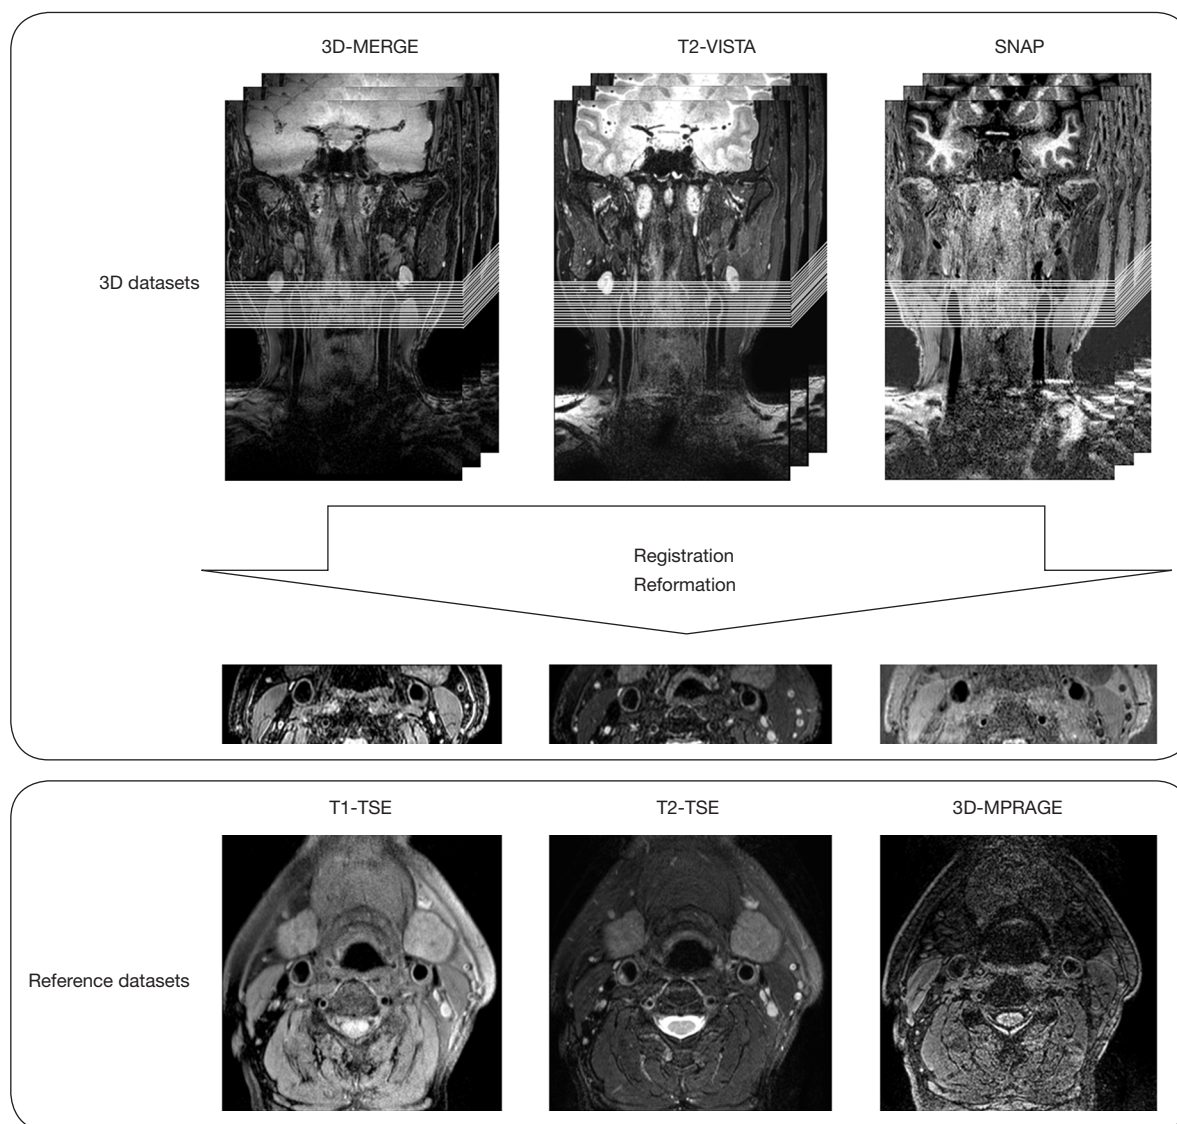 3D-MERGE
T2-VISTA
SNAP
3D datasets
Registration
Reformation
T1-TSE
T2-TSE
3D-MPRAGE
Reference datasets